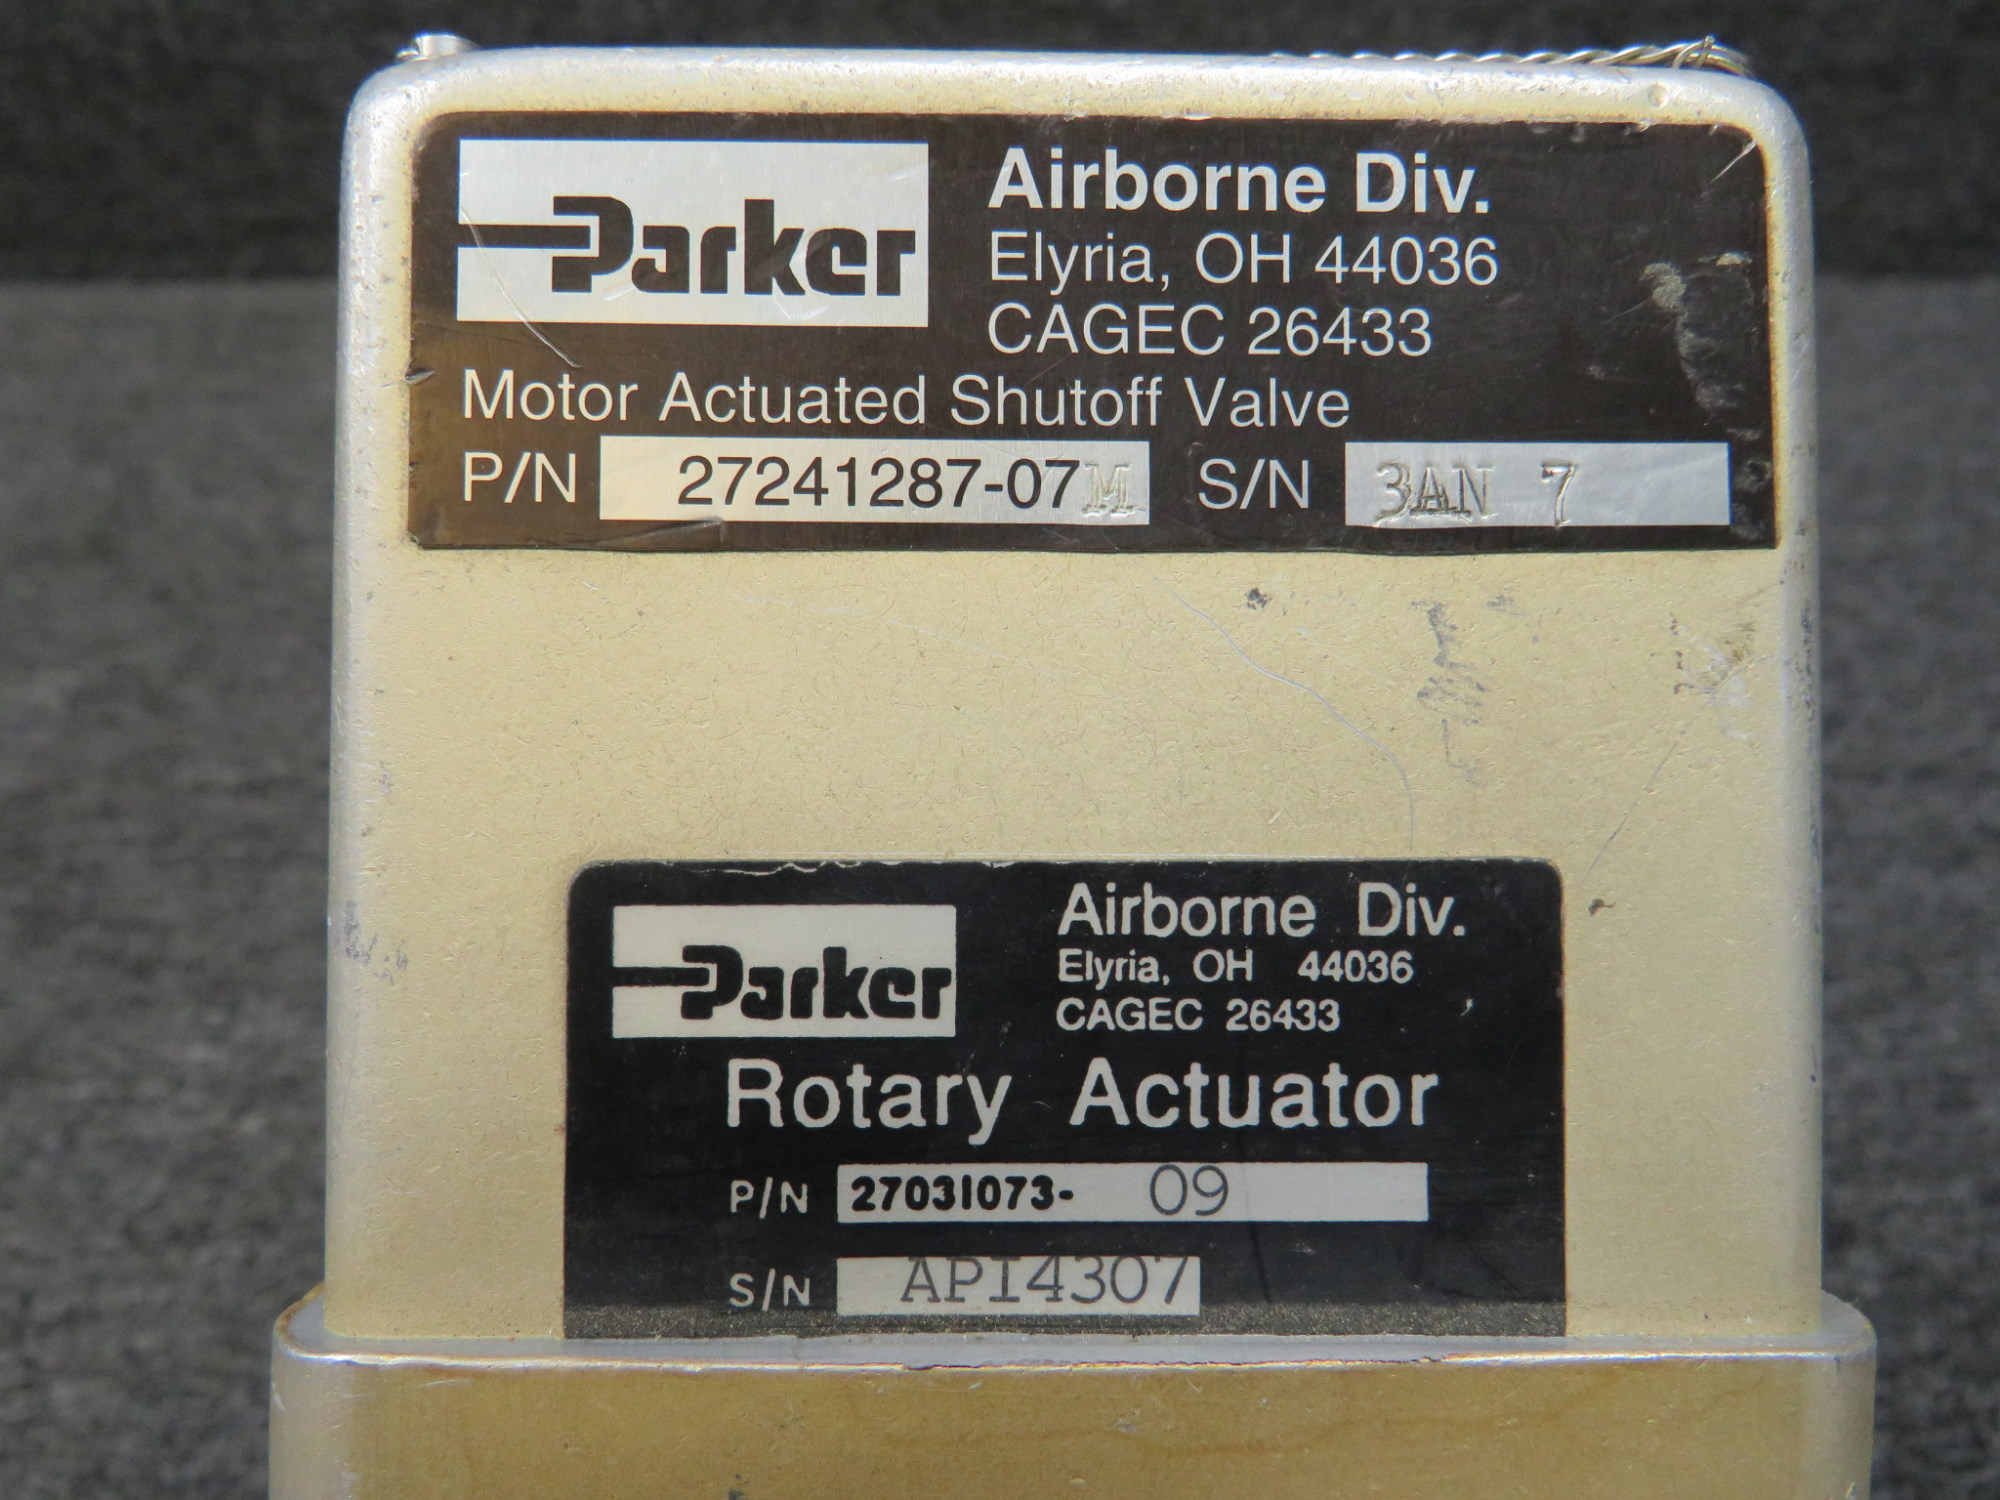 Parker
Airborne Div.
Elyria, OH 44036
CAGEC 26433
Motor Actuated Shutoff Valve
P/N 27241287-07M S/N 3AN 7
Parker
Airborne Div.
Elyria, OH 44036
CAGEC 26433
Rotary Actuator
P/N 27031073- 09
S/N API4307